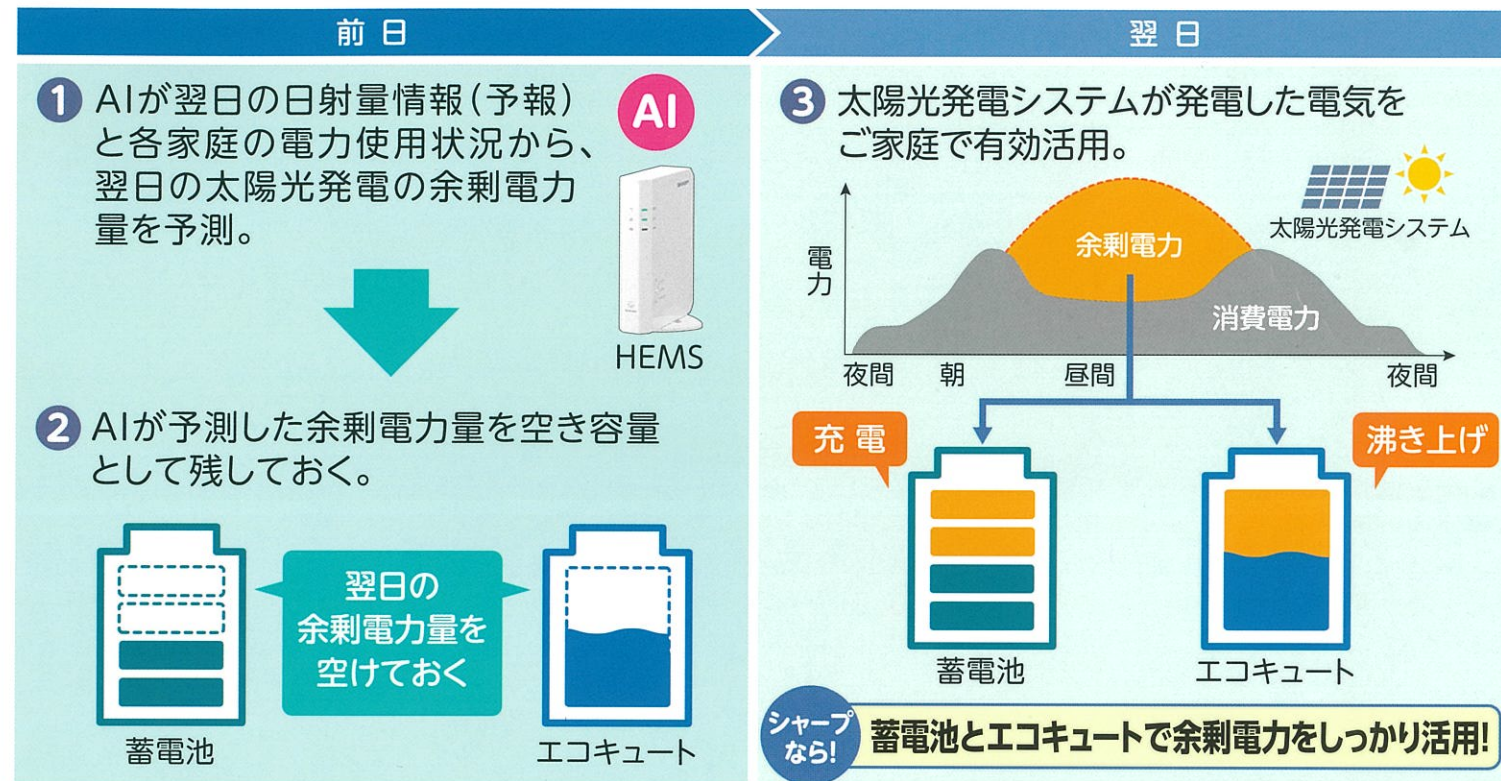 前日
❶ AIが翌日の日射量情報(予報)
と各家庭の電力使用状況から、
翌日の太陽光発電の余剰電力
量を予測。
AI
HEMS
❷ AIが予測した余剰電力量を空き容量
として残しておく。
翌日の
余剰電力量を
空けておく
蓄電池
エコキュート
翌日
❸ 太陽光発電システムが発電した電気を
ご家庭で有効活用。
太陽光発電システム
電力
余剰電力
消費電力
夜間 朝 昼間 夜間
充電
沸き上げ
蓄電池
エコキュート
シャープ
なら!
蓄電池とエコキュートで余剰電力をしっかり活用!